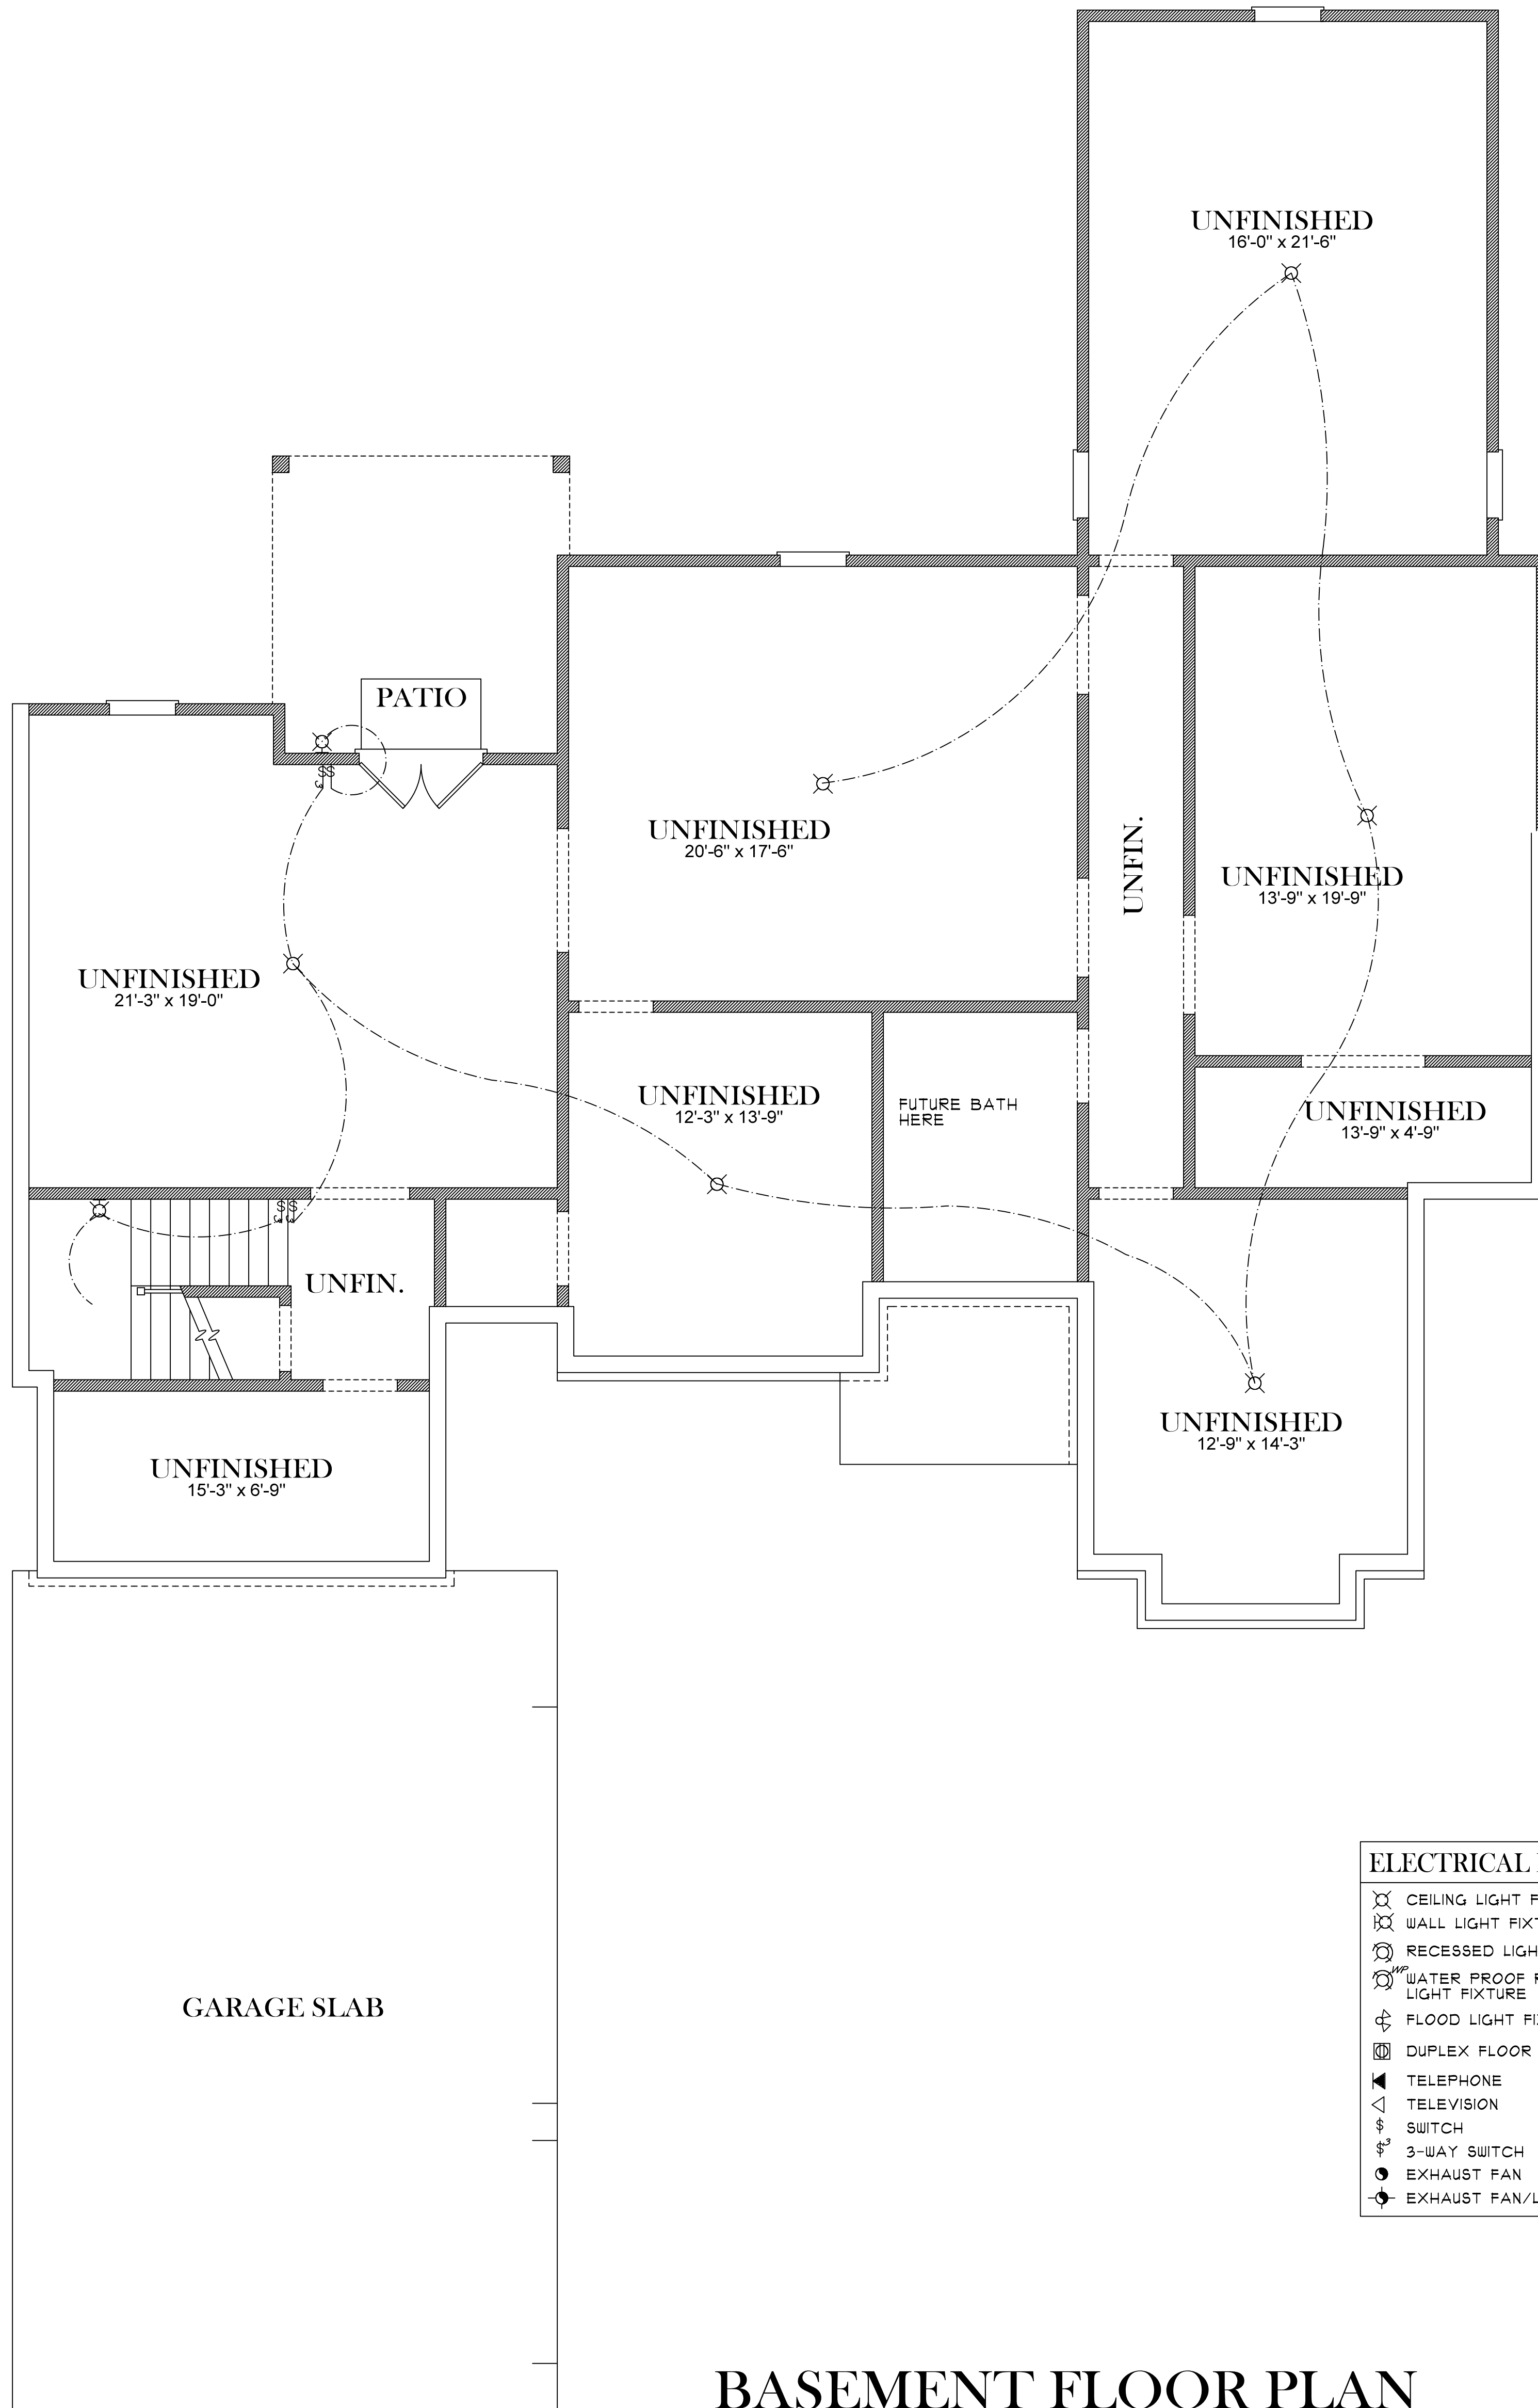 UNFINISHED
16'-0" x 21'-6"
PATIO
UNFINISHED
20'-6" x 17'-6"
UNFIN.
UNFINISHED
13'-9" x 19'-9"
UNFINISHED
21'-3" x 19'-0"
UNFINISHED
12'-3" x 13'-9"
FUTURE BATH
HERE
UNFINISHED
13'-9" x 4'-9"
UNFIN.
UNFINISHED
12'-9" x 14'-3"
UNFINISHED
15'-3" x 6'-9"
GARAGE SLAB
ELECTRICAL
CEILING LIGHT
WALL LIGHT
RECESSED
WP
WATER PROOF
LIGHT FIXTURE
FLOOD LIGHT
DUPLEX FLOOR
TELEPHONE
TELEVISION
$ SWITCH
$3 3-WAY SWITCH
EXHAUST FAN
EXHAUST FAN/
BASEMENT FLOOR PLAN